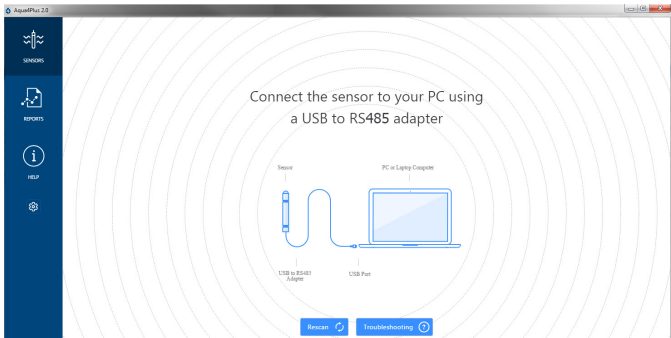 Aqua4Plus 2.0
SENSORS
REPORTS
HELP
Connect the sensor to your PC using
a USB to RS485 adapter
Sensor
PC or Laptop Computer
USB to RS485
Adapter
USB Port
Rescan
Troubleshooting